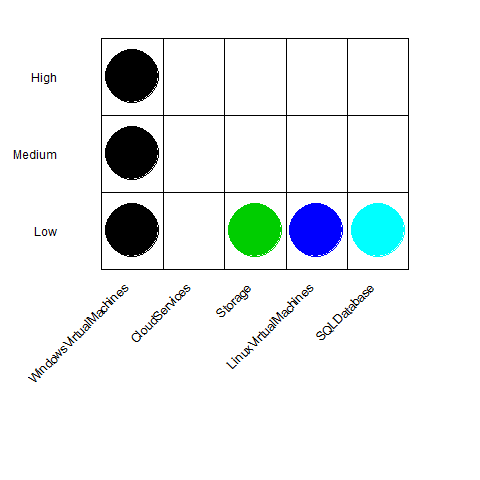 High
Medium
Low
WindowsVirtualMachines
CloudServices
Storage
LinuxVirtualMachines
SQLDatabase